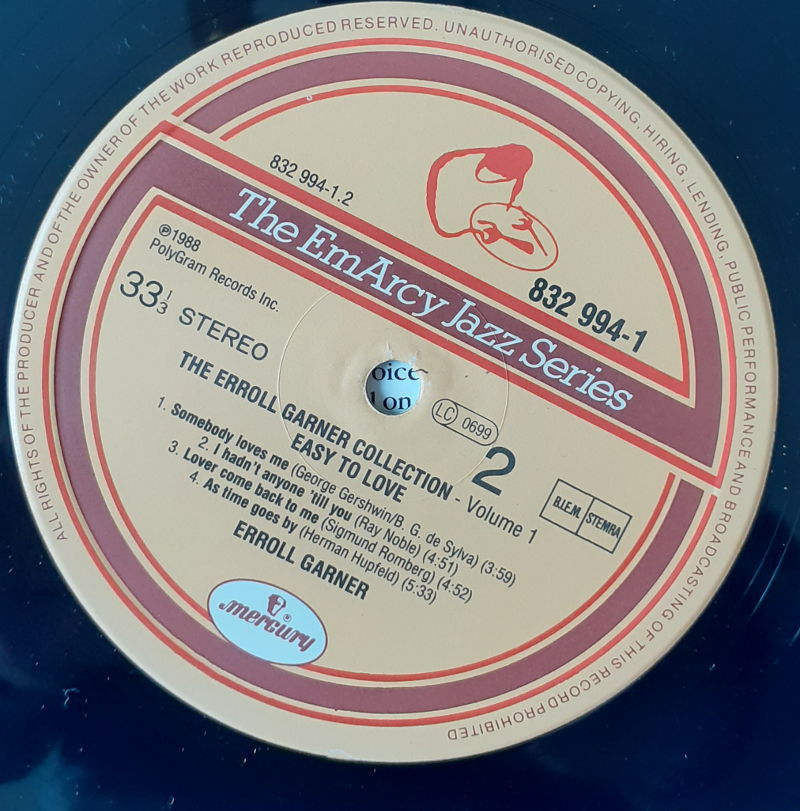 ALL RIGHTS OF THE PRODUCER AND OF THE OWNER OF THE WORK REPRODUCED RESERVED. UNAUTHORISED COPYING, HIRING, LENDING, PUBLIC PERFORMANCE AND BROADCASTING OF THIS RECORD PROHIBITED
832 994-1.2
832 994-1
The EmArcy Jazz Series
℗1988
PolyGram Records Inc.
33 1/3 STEREO
oice
on
LC 0699
2
B.I.E.M. STEMRA
THE ERROLL GARNER COLLECTION - Volume 1
EASY TO LOVE
1. Somebody loves me (George Gershwin/B. G. de Sylva) (3:59)
2. I hadn't anyone 'till you (Ray Noble) (4:51)
3. Lover come back to me (Sigmund Romberg) (4:52)
4. As time goes by (Herman Hupfeld) (5:33)
ERROLL GARNER
mercury®